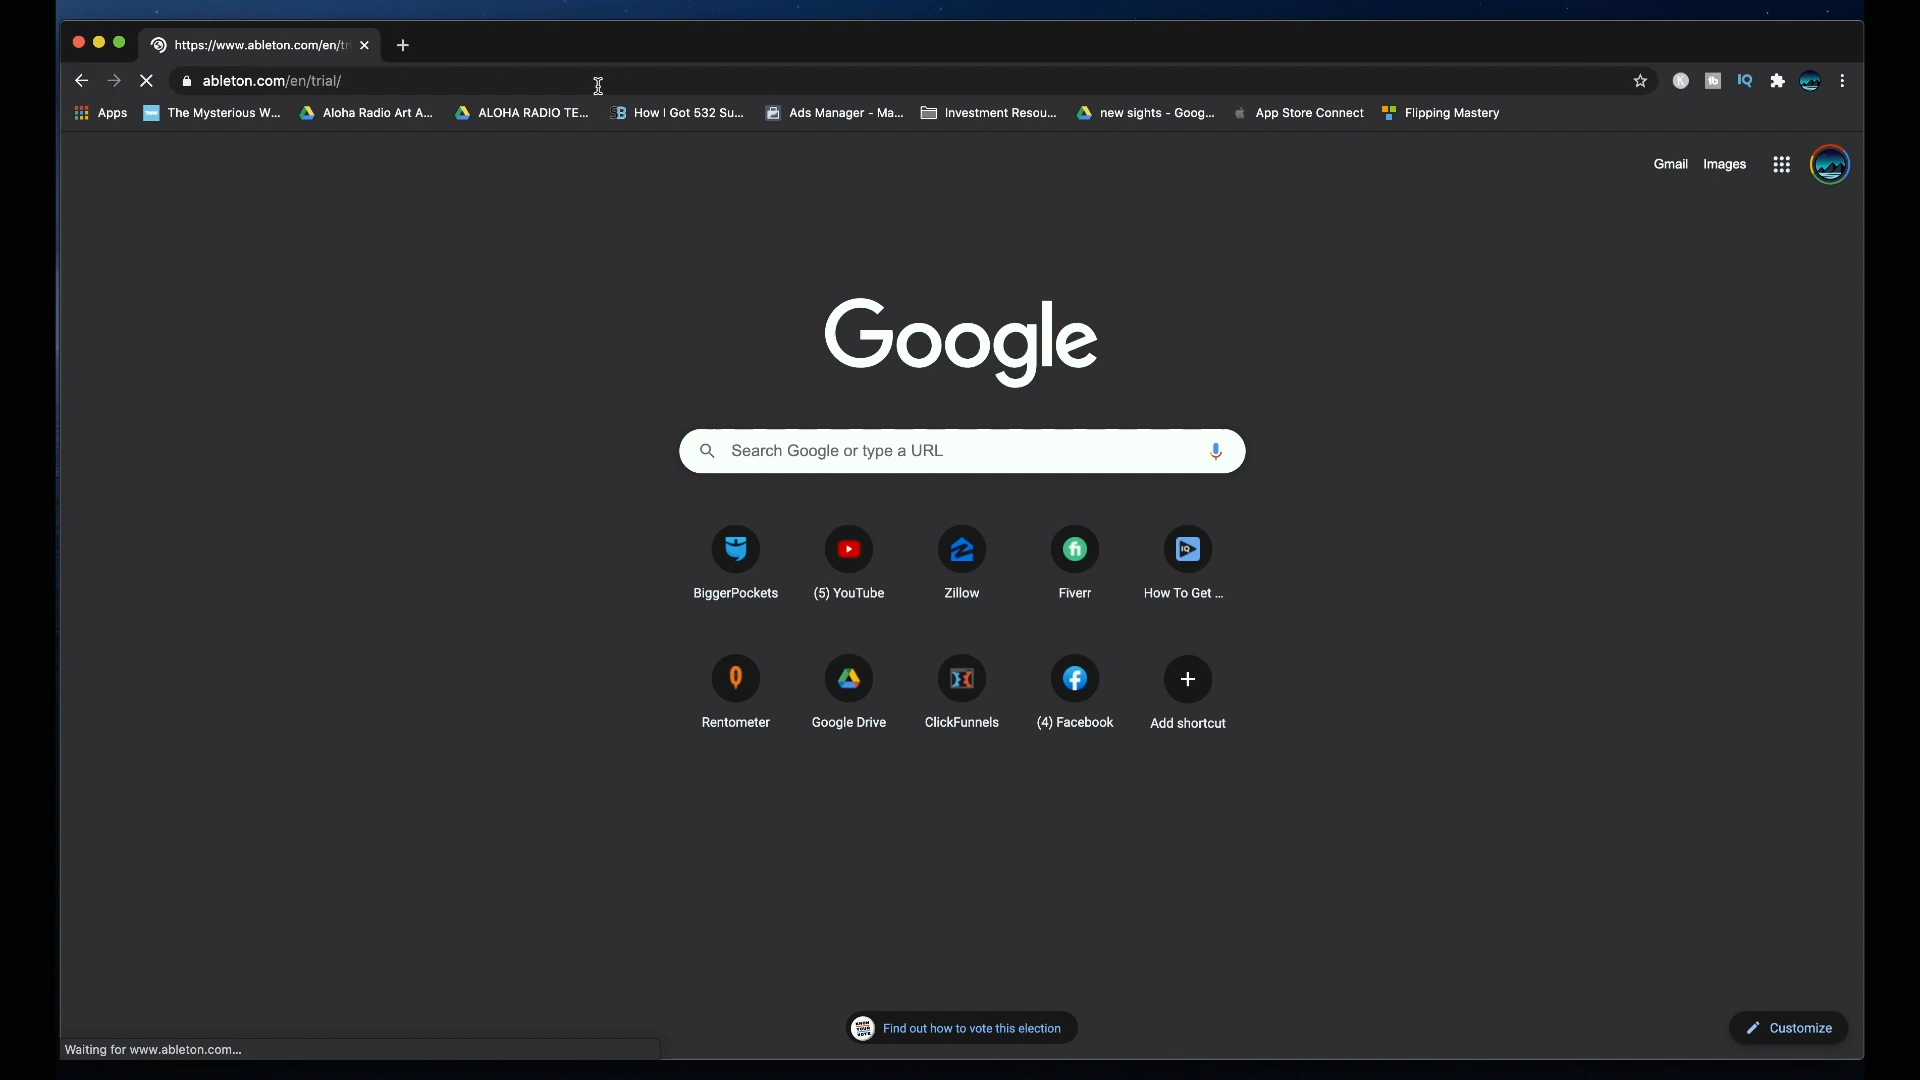 https://www.ableton.com/en/tr
ableton.com/en/trial/
Apps The Mysterious W... Aloha Radio Art A... ALOHA RADIO TE... How I Got 532 Su... Ads Manager - Ma... Investment Resou... new sights - Goog... App Store Connect Flipping Mastery
Gmail Images
Google
Search Google or type a URL
BiggerPockets (5) YouTube Zillow Fiverr How To Get ...
Rentometer Google Drive ClickFunnels (4) Facebook Add shortcut
Find out how to vote this election
Customize
Waiting for www.ableton.com...